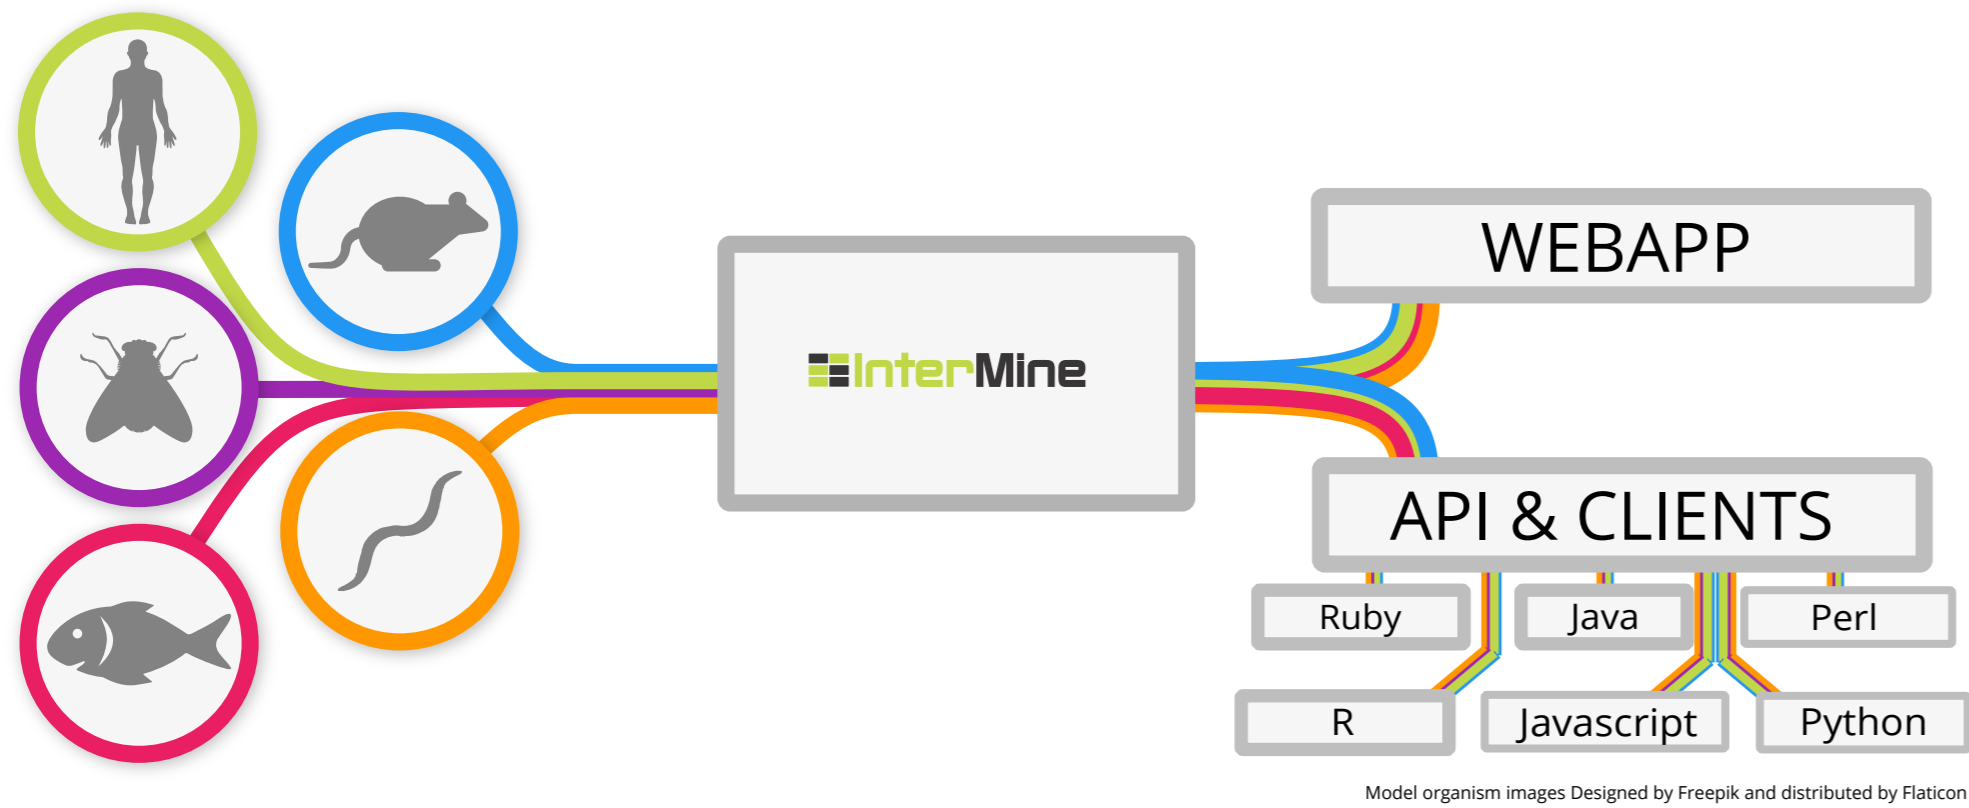 InterMine
WEBAPP
API & CLIENTS
Ruby
Java
Perl
R
Javascript
Python
Model organism images Designed by Freepik and distributed by Flaticon